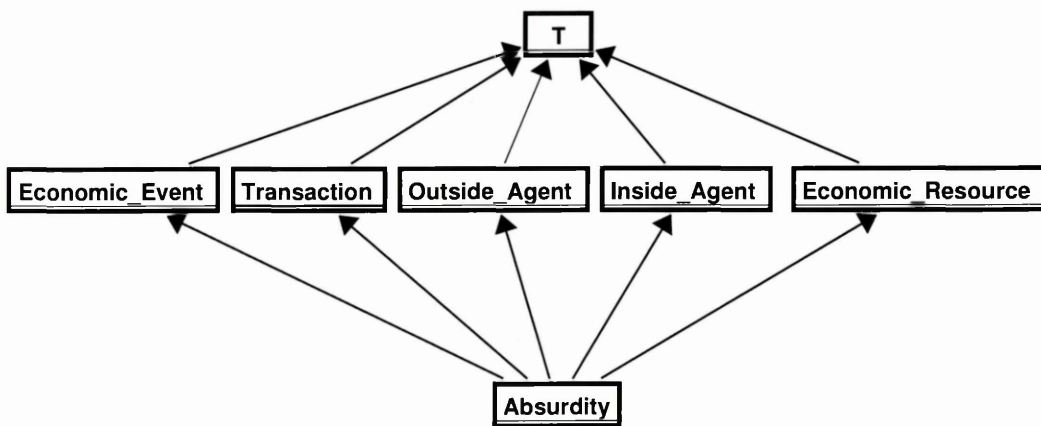 T
Economic_Event
Transaction
Outside_Agent
Inside_Agent
Economic_Resource
Absurdity